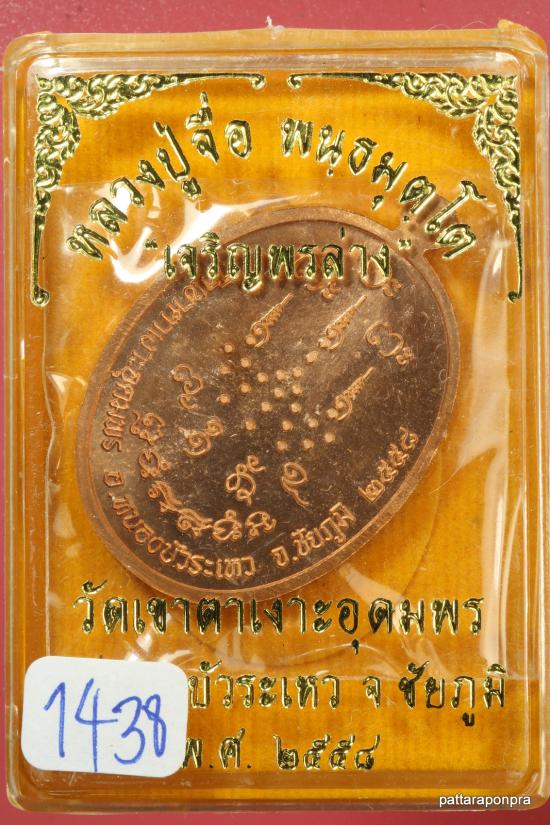 หลวงปู่จื่อ พนฺธมุตฺโต
"เจริญพรล่าง"
อ.หนองบัวระเหว จ.ชัยภูมิ ๒๕๕๘
วัดเขาตาเงาะอุดมพร
บัวระเหว จ ชัยภูมิ
พ.ศ. ๒๕๕๘
1438
pattaraponpra